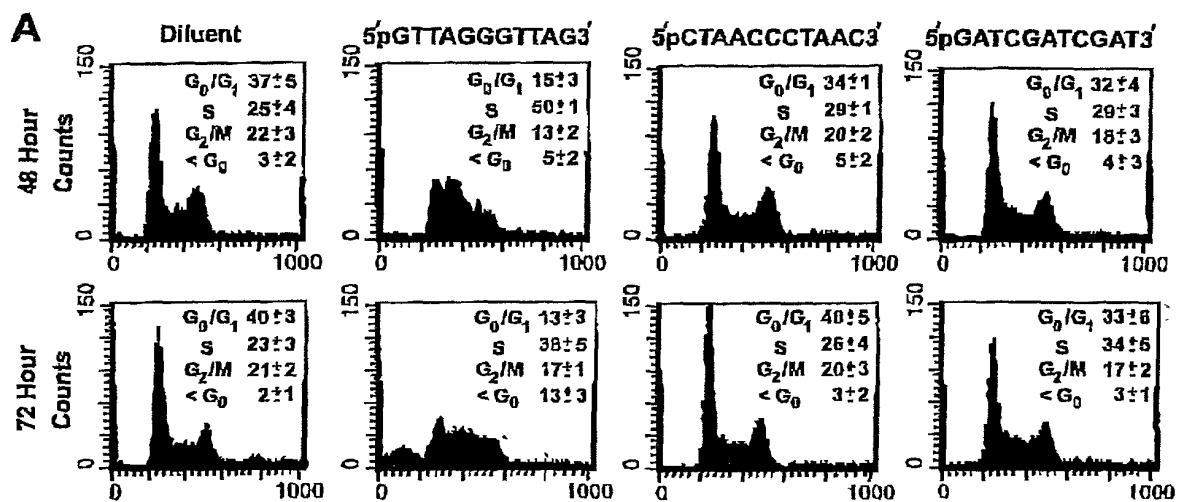 A
Diluent
5'pGTTAGGGTTAG3'
5'pCTAACCCTAAC3'
5'pGATCGATCGAT3'
48 Hour
Counts
150
0
G0/G1 37±5
S 25±4
G2/M 22±3
<G0 3±2
0 1000
150
0
G0/G1 15±3
S 50±1
G2/M 13±2
<G0 5±2
0 1000
150
0
G0/G1 34±1
S 29±1
G2/M 20±2
<G0 5±2
0 1000
150
0
G0/G1 32±4
S 29±3
G2/M 18±3
<G0 4±3
0 1000
72 Hour
Counts
150
0
G0/G1 40±3
S 23±3
G2/M 21±2
<G0 2±1
0 1000
150
0
G0/G1 13±3
S 38±5
G2/M 17±1
<G0 13±3
0 1000
150
0
G0/G1
S 26±4
G2/M 20±3
<G0 3±2
0 1000
150
0
G0/G1
S 34±5
G2/M 17±2
<G0 3±1
0 1000